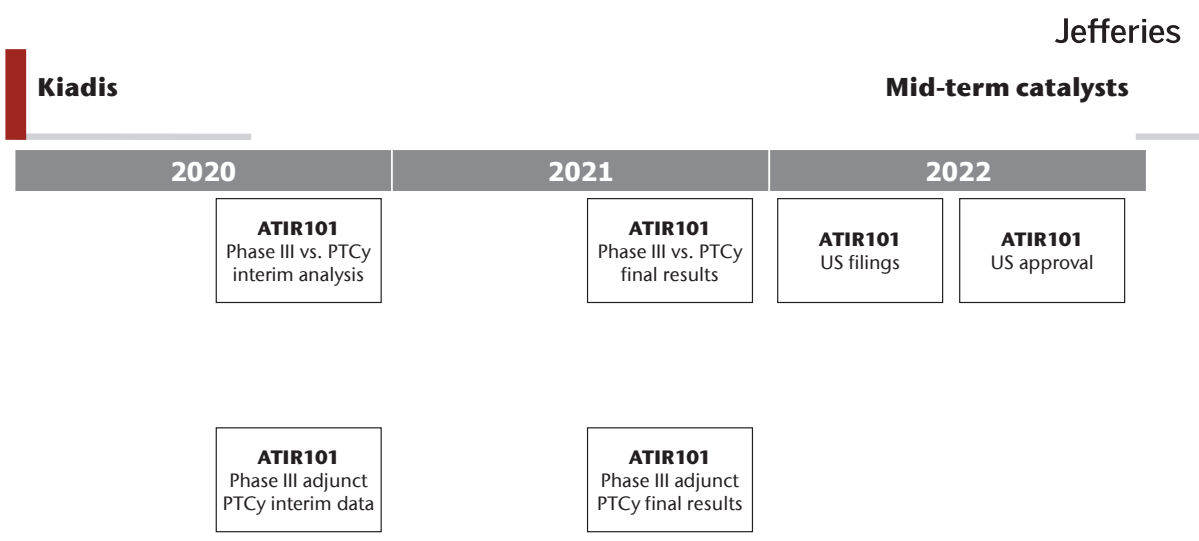 Jefferies
Kiadis
Mid-term catalysts
2020
2021
2022
ATIR101
Phase III vs. PTCy
interim analysis
ATIR101
Phase III vs. PTCy
final results
ATIR101
US filings
ATIR101
US approval
ATIR101
Phase III adjunct
PTCy interim data
ATIR101
Phase III adjunct
PTCy final results